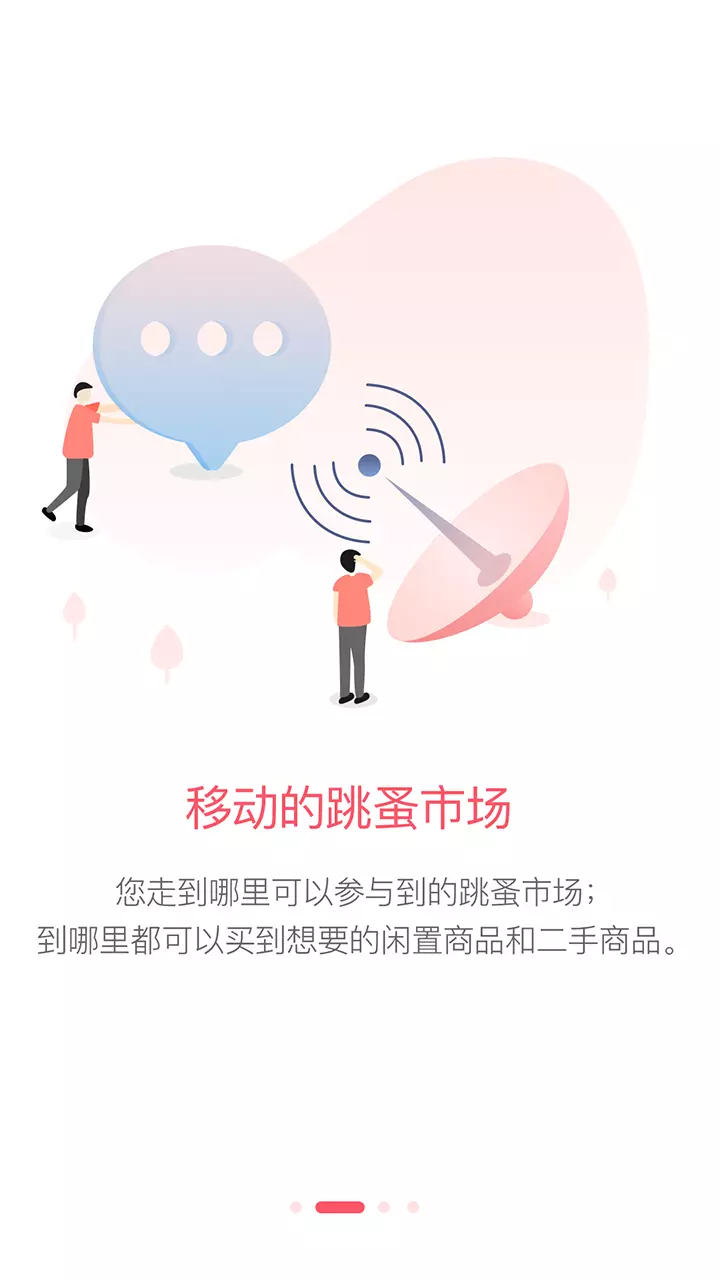 移动的跳蚤市场
您走到哪里可以参与到的跳蚤市场；
到哪里都可以买到想要的闲置商品和二手商品。